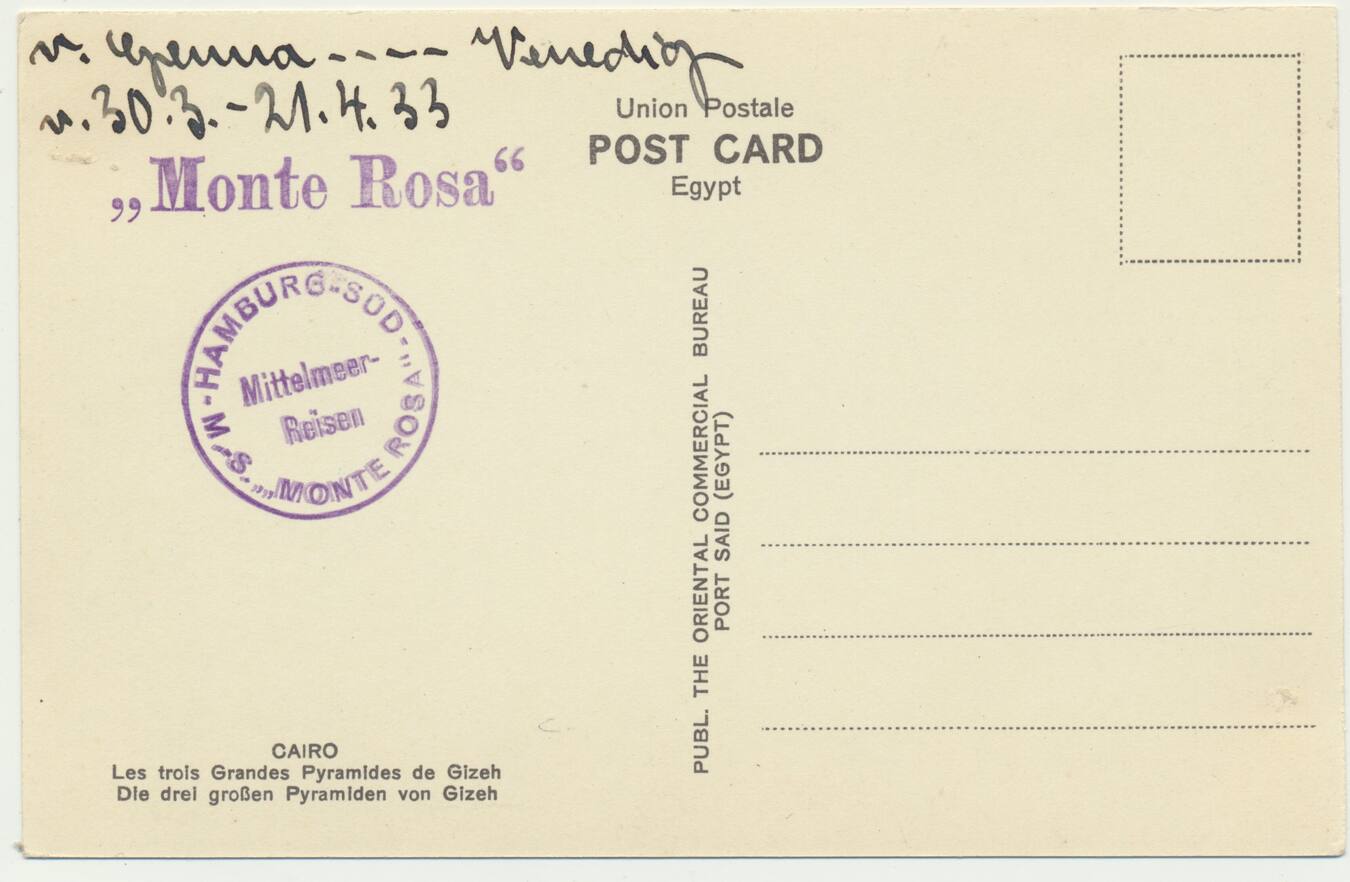 v. Genua ---- Venedig
v. 30.3.-21.4.33
„Monte Rosa“
Union Postale
POST CARD
Egypt
HAMBURG-SÜD-
M.S. „MONTE ROSA“
Mittelmeer-
Reisen
PUBL. THE ORIENTAL COMMERCIAL BUREAU
PORT SAID (EGYPT)
CAIRO
Les trois Grandes Pyramides de Gizeh
Die drei großen Pyramiden von Gizeh